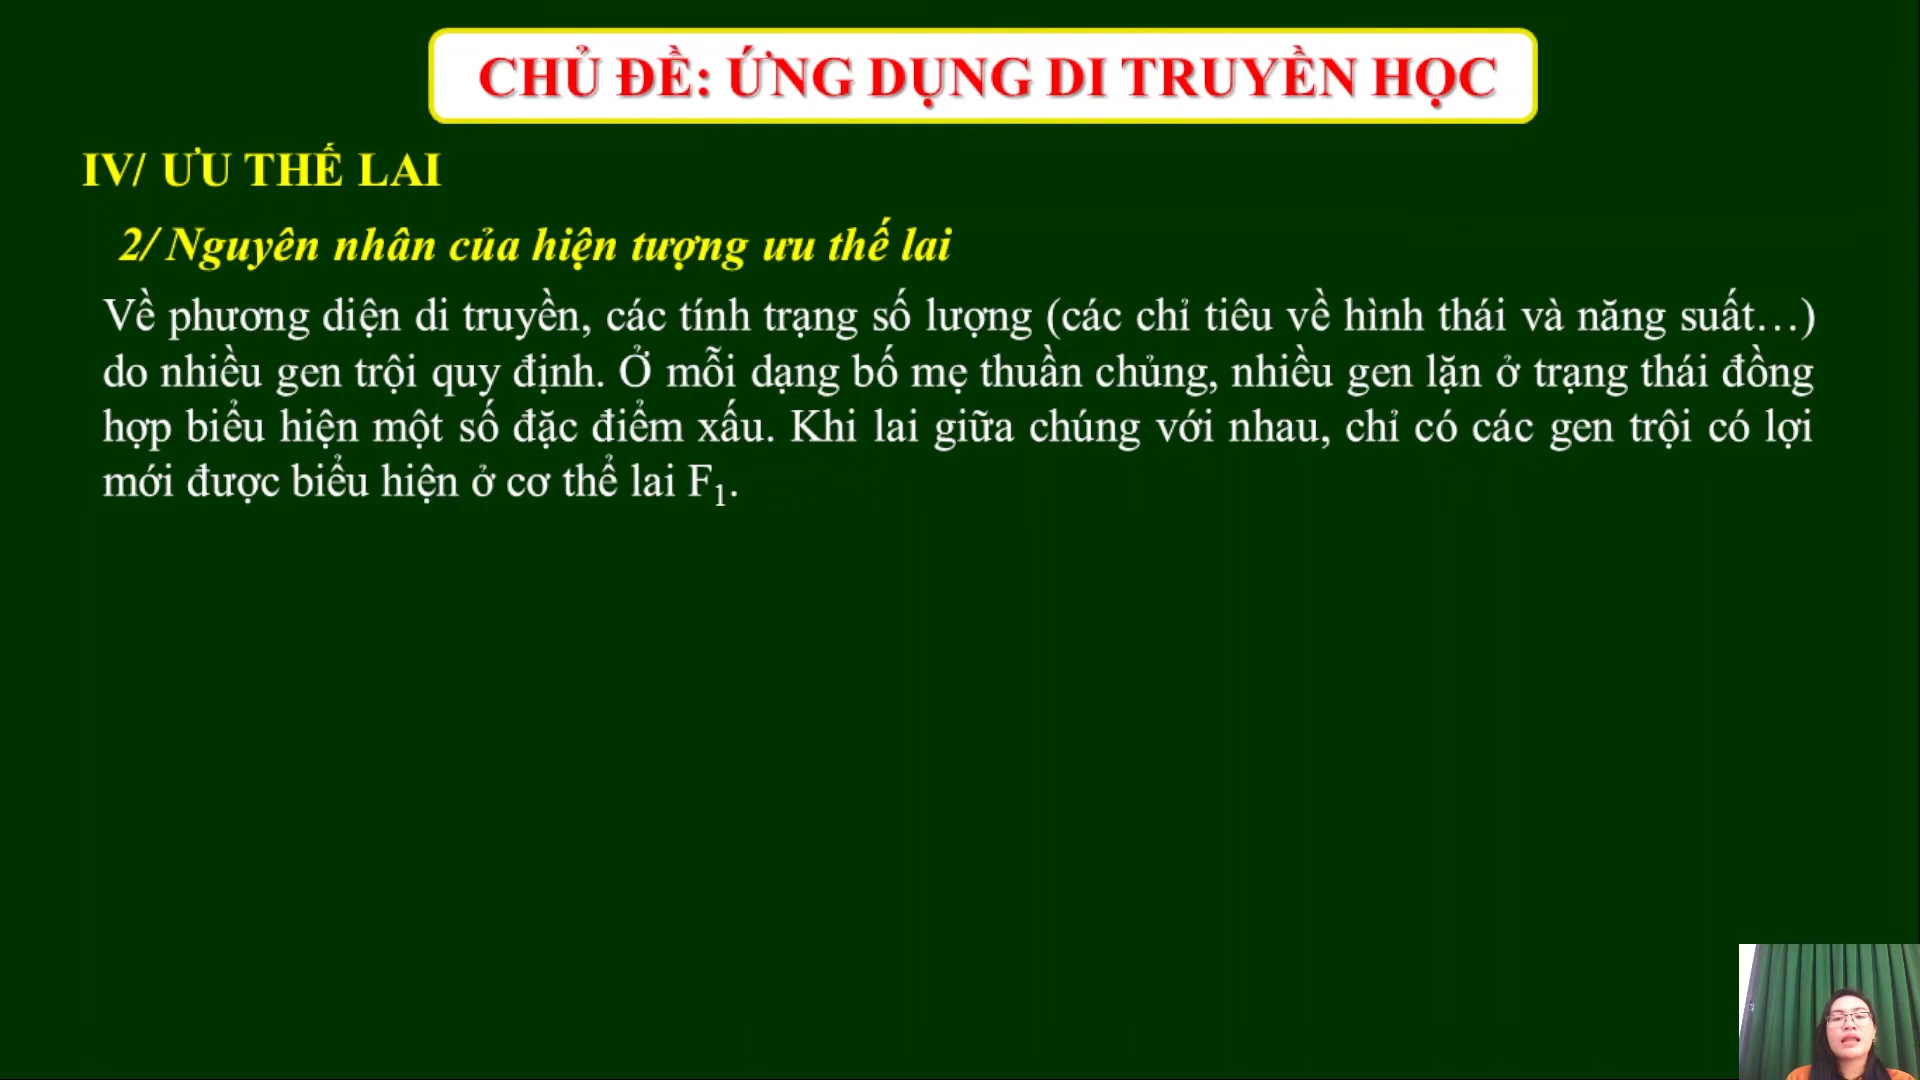 CHỦ ĐỀ: ỨNG DỤNG DI TRUYỀN HỌC
IV/ ƯU THẾ LAI
2/ Nguyên nhân của hiện tượng ưu thế lai
Về phương diện di truyền, các tính trạng số lượng (các chỉ tiêu về hình thái và năng suất…)
do nhiều gen trội quy định. Ở mỗi dạng bố mẹ thuần chủng, nhiều gen lặn ở trạng thái đồng
hợp biểu hiện một số đặc điểm xấu. Khi lai giữa chúng với nhau, chỉ có các gen trội có lợi
mới được biểu hiện ở cơ thể lai F₁.